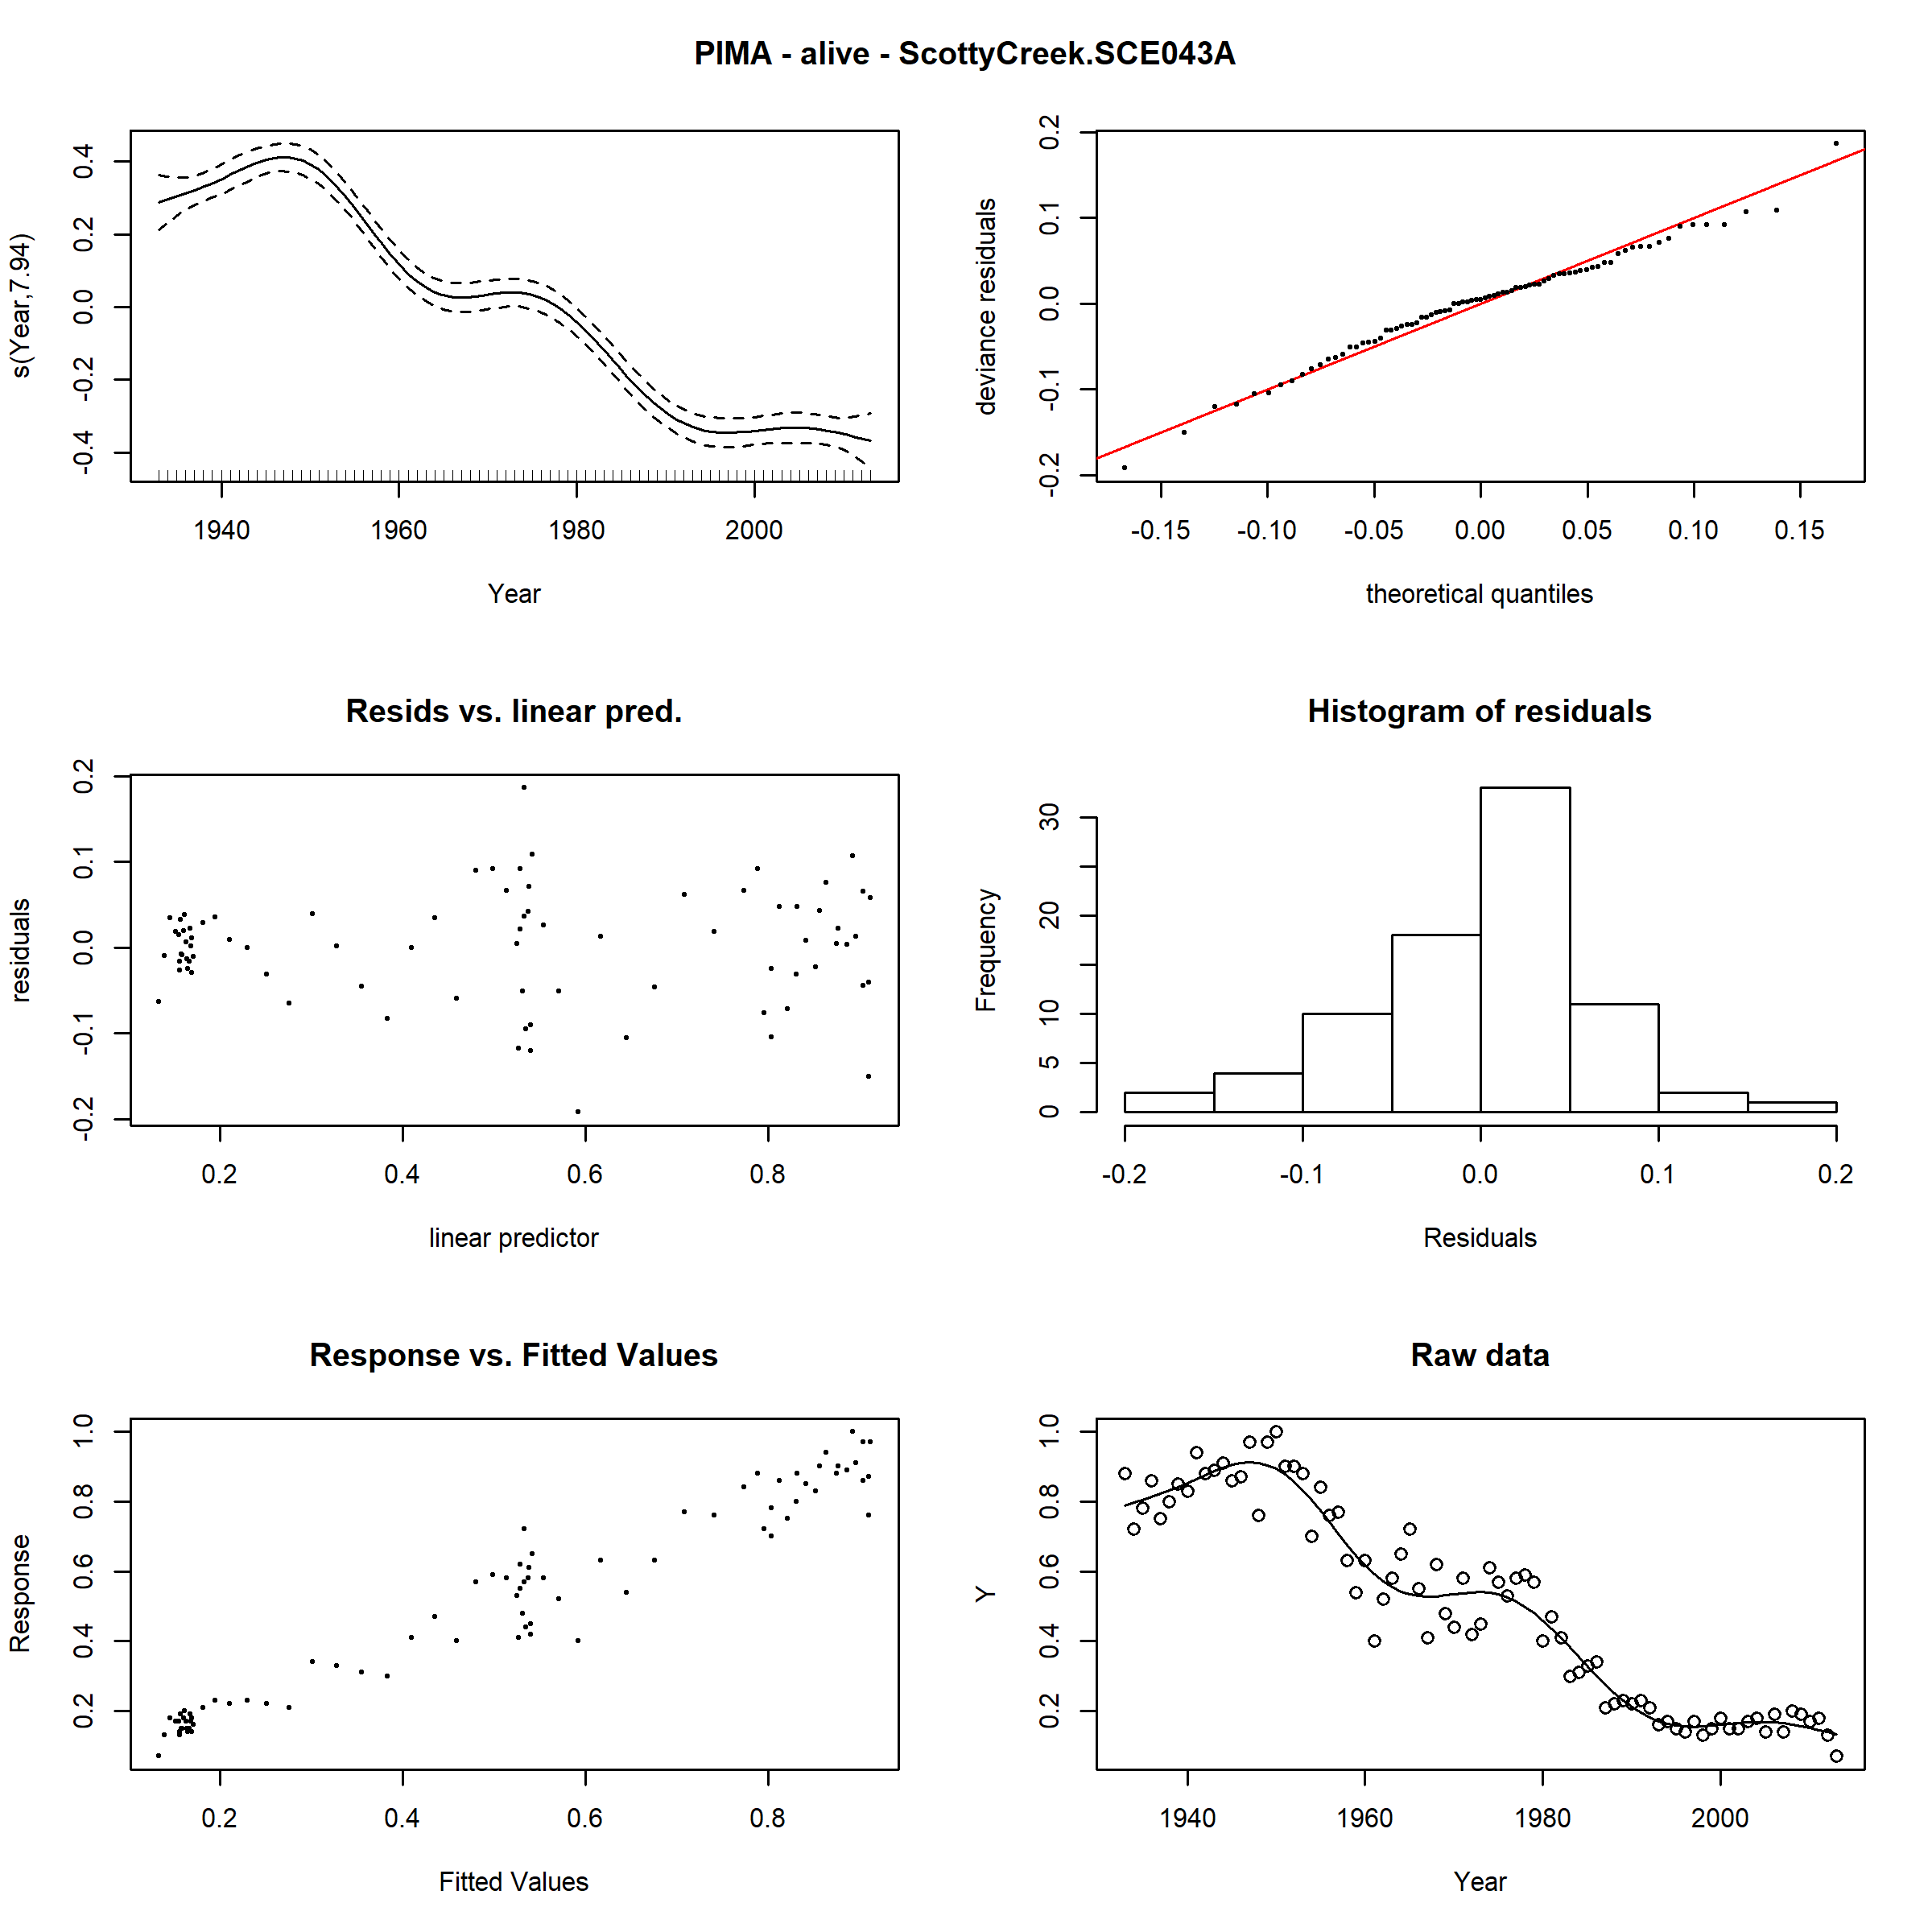 PIMA - alive - ScottyCreek.SCE043A
s(Year,7.94)
0.4
0.2
0.0
-0.2
-0.4
1940 1960 1980 2000
Year
deviance residuals
0.2
0.1
0.0
-0.1
-0.2
-0.15 -0.10 -0.05 0.00 0.05 0.10 0.15
theoretical quantiles
Resids vs. linear pred.
residuals
0.2
0.1
0.0
-0.1
-0.2
0.2 0.4 0.6 0.8
linear predictor
Histogram of residuals
Frequency
30
20
10
5
0
-0.2 -0.1 0.0 0.1 0.2
Residuals
Response vs. Fitted Values
Response
1.0
0.8
0.6
0.4
0.2
0.2 0.4 0.6 0.8
Fitted Values
Raw data
Y
1.0
0.8
0.6
0.4
0.2
1940 1960 1980 2000
Year